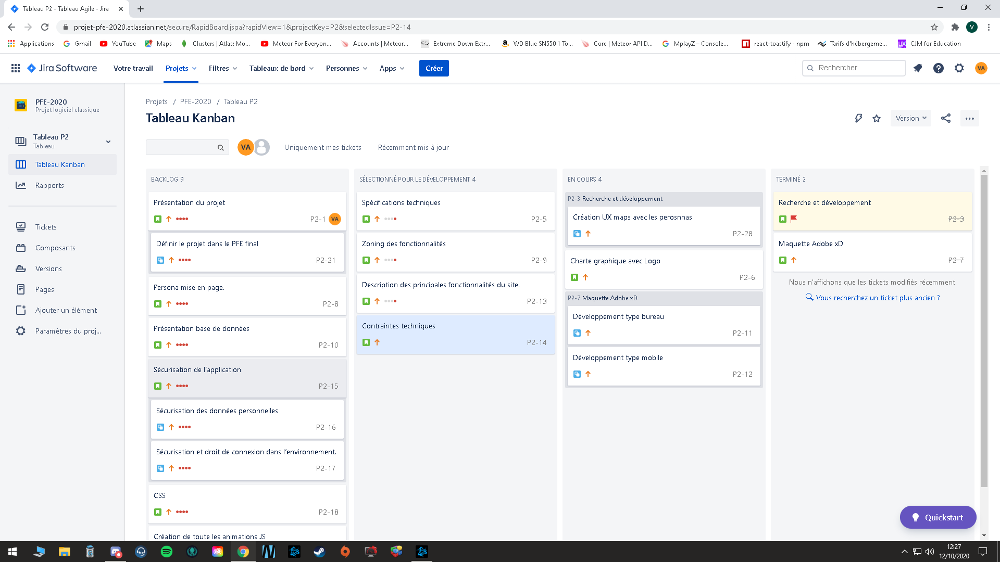 Tableau P2 - Tableau Agile - Jira
projet-pfe-2020.atlassian.net/secure/RapidBoard.jspa?rapidView=1&projectKey=P2&selectedIssue=P2-14
V
Applications
Gmail
YouTube
Maps
Clusters | Atlas: Mo...
Meteor For Everyon...
Accounts | Meteor...
Extreme Down Extr...
WD Blue SN550 1 To...
Core | Meteor API D...
MplayZ – Console...
react-toastify - npm
Tarifs d'hébergeme...
CJM for Education
Jira Software
Votre travail
Projets
Filtres
Tableaux de bord
Personnes
Apps
Créer
Rechercher
VA
PFE-2020
Projet logiciel classique
Tableau P2
Tableau
Tableau Kanban
Rapports
Tickets
Composants
Versions
Pages
Ajouter un élément
Paramètres du proj...
Projets / PFE-2020 / Tableau P2
Tableau Kanban
Version
VA
Uniquement mes tickets
Récemment mis à jour
BACKLOG 9
Présentation du projet
P2-1 VA
Définir le projet dans le PFE final
P2-21
Persona mise en page.
P2-8
Présentation base de données
P2-10
Sécurisation de l'application
P2-15
Sécurisation des données personnelles
P2-16
Sécurisation et droit de connexion dans l'environnement.
P2-17
CSS
P2-18
Création de toute les animations JS
SÉLECTIONNÉ POUR LE DÉVELOPPEMENT 4
Spécifications techniques
P2-5
Zoning des fonctionnalités
P2-9
Description des principales fonctionnalités du site.
P2-13
Contraintes techniques
P2-14
EN COURS 4
P2-3 Recherche et développement
Création UX maps avec les perosnnas
P2-28
Charte graphique avec Logo
P2-6
P2-7 Maquette Adobe xD
Développement type bureau
P2-11
Développement type mobile
P2-12
TERMINÉ 2
Recherche et développement
P2-3
Maquette Adobe xD
P2-7
Nous n'affichons que les tickets modifiés récemment.
Vous recherchez un ticket plus ancien ?
Quickstart
12:27
12/10/2020